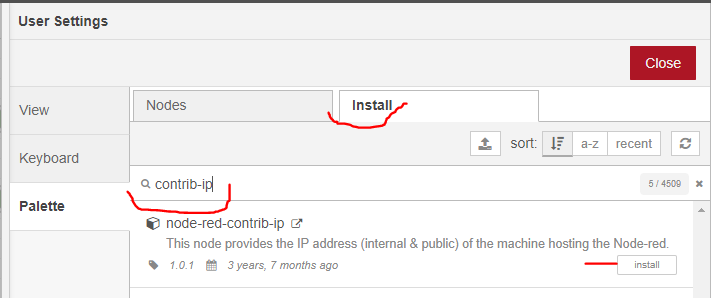 User Settings
Close
View
Keyboard
Palette
Nodes
Install
sort: a-z recent
contrib-ip 5 / 4509
node-red-contrib-ip
This node provides the IP address (internal & public) of the machine hosting the Node-red.
1.0.1 3 years, 7 months ago install